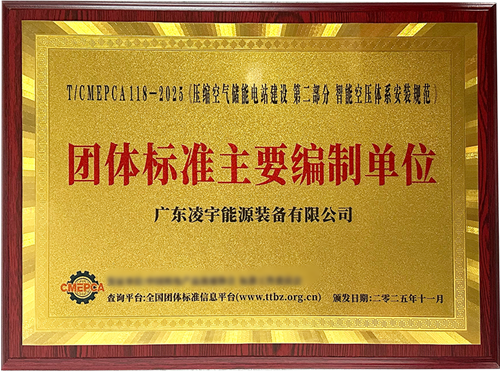 T/CMEPCA118-2025《压缩空气储能电站建设 第二部分 智能空压体系安装规范》
团体标准主要编制单位
广东凌宇能源装备有限公司
CMEPCA
查询平台:全国团体标准信息平台(www.ttbz.org.cn) 颁发日期:二〇二五年十一月